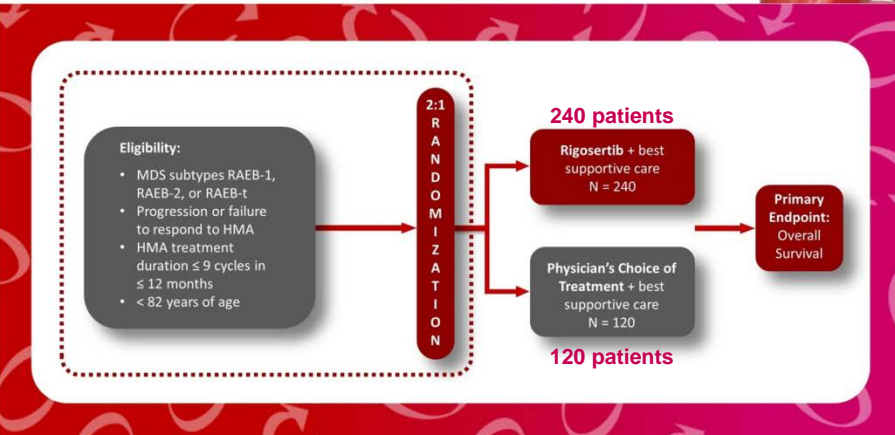 Eligibility:
• MDS subtypes RAEB-1,
RAEB-2, or RAEB-t
• Progression or failure
to respond to HMA
• HMA treatment
duration ≤ 9 cycles in
≤ 12 months
• < 82 years of age
2:1
R
A
N
D
O
M
I
Z
A
T
I
O
N
240 patients
Rigosertib + best
supportive care
N = 240
Physician’s Choice of
Treatment + best
supportive care
N = 120
120 patients
Primary
Endpoint:
Overall
Survival